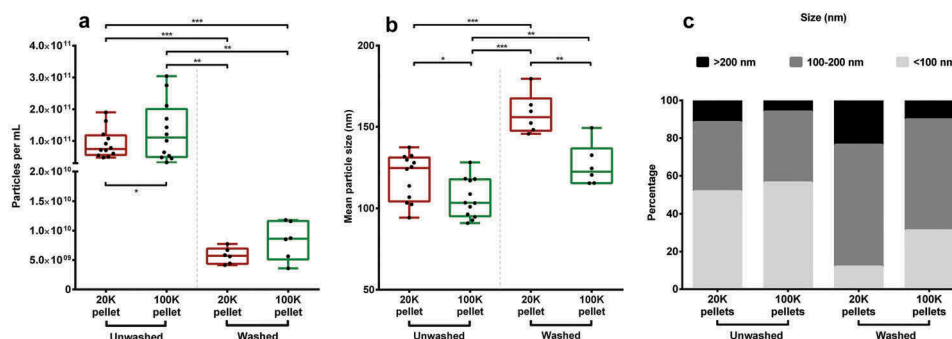 a
***
***
**
**
4.0×10¹¹
3.0×10¹¹
2.0×10¹¹
1.0×10¹¹
2.0×10¹⁰
1.5×10¹⁰
1.0×10¹⁰
5.0×10⁰⁹
0
Particles per mL
*
20K pellet
100K pellet
20K pellet
100K pellet
Unwashed
Washed
b
***
**
***
*
**
200
150
100
50
Mean particle size (nm)
20K pellet
100K pellet
20K pellet
100K pellet
Unwashed
Washed
c
Size (nm)
>200 nm
100-200 nm
<100 nm
100
80
60
40
20
0
Percentage
20K pellets
100K pellets
20K pellets
100K pellets
Unwashed
Washed